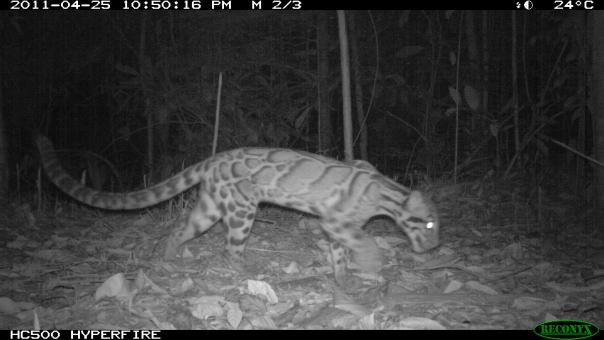 2011-04-25 10:50:16 PM M 2/3 24°C
HC500 HYPERFIRE RECONYX